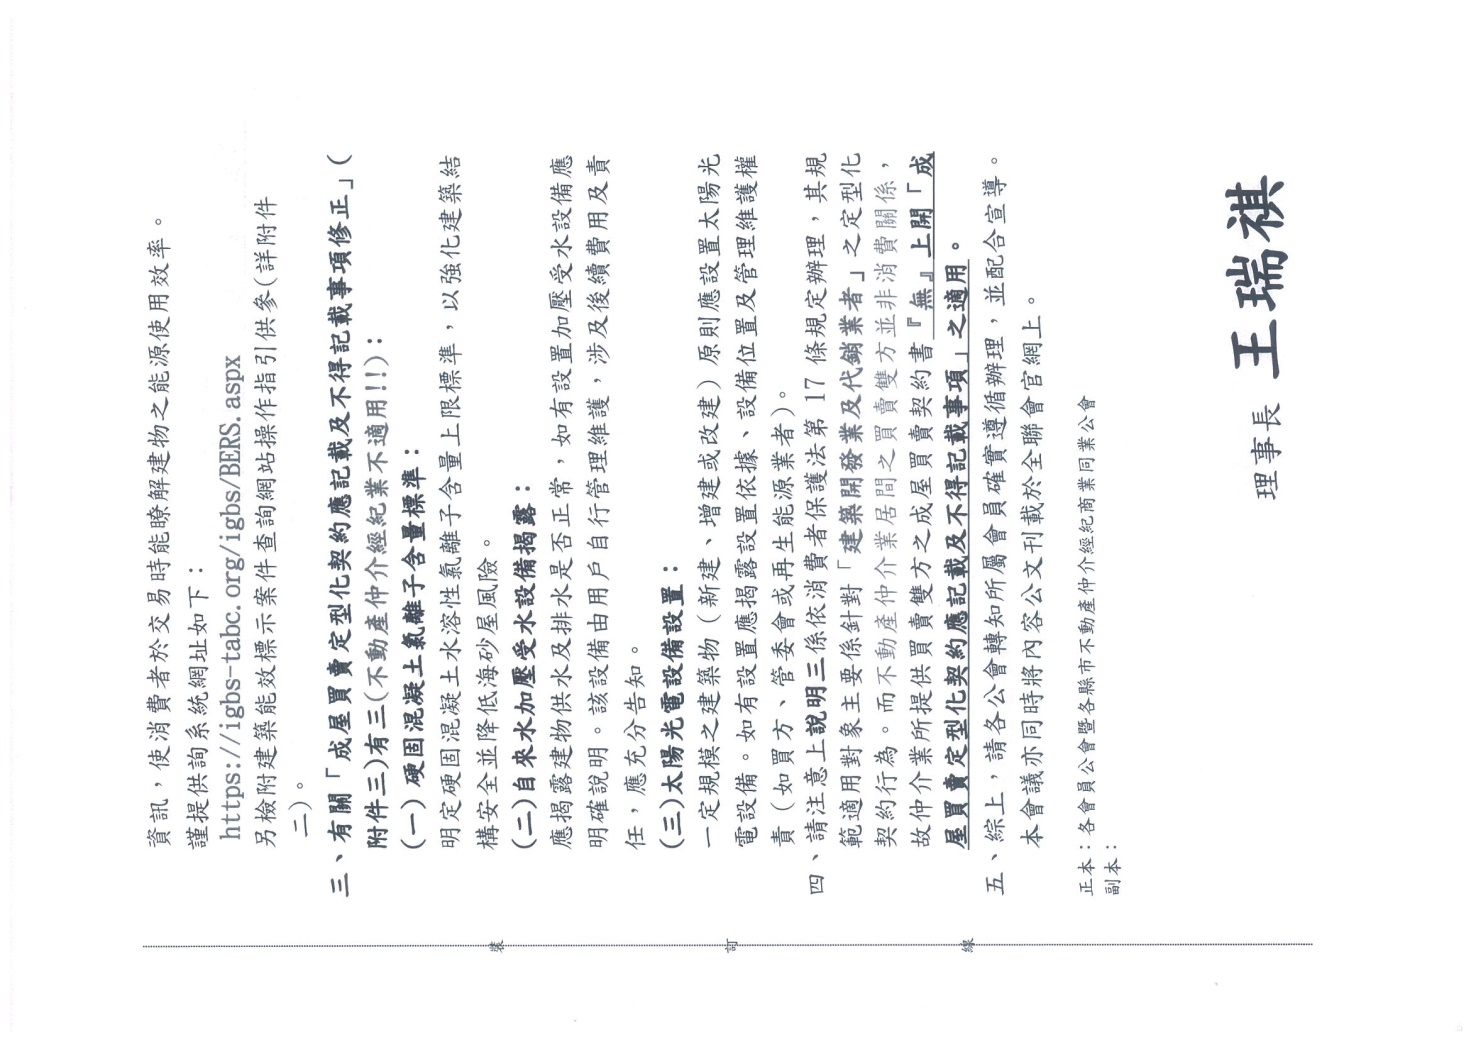 資訊，使消費者於交易時能瞭解建物之能源使用效率。
謹提供詢系統網址如下：
https://igbs-tabc.org/igbs/BERS.aspx
另檢附建築能效標示案件查詢網站操作指引供參(詳附件
二)。
三、有關「成屋買賣定型化契約應記載及不得記載事項修正」(
附件三)有三(不動產仲介經紀業不適用!!)：
(一)硬固混凝土氯離子含量標準：
明定硬固混凝土水溶性氯離子含量上限標準，以強化建築結
構安全並降低海砂屋風險。
(二)自來水加壓受水設備揭露：
應揭露建物供水及排水是否正常，如有設置加壓受水設備應
明確說明。該設備由用戶自行管理維護，涉及後續費用及責
任，應充分告知。
(三)太陽光電設備設置：
一定規模之建築物（新建、增建或改建）原則應設置太陽光
電設備。如有設置應揭露設置依據、設備位置及管理維護權
責（如買方、管委會或再生能源業者)。
四、請注意上說明三係依消費者保護法第 17 條規定辦理，其規
範適用對象主要係針對「建築開發業及代銷業者」之定型化
契約行為。而不動產仲介業居間之買賣雙方並非消費關係，
故仲介業所提供買賣雙方之成屋買賣契約書『無』上開「成
屋買賣定型化契約應記載及不得記載事項」之適用。
五、綜上，請各公會轉知所屬會員確實遵循辦理，並配合宣導。
本會議亦同時將內容公文刊載於全聯會官網上。
正本：各會員公會暨各縣市不動產仲介經紀商業同業公會
副本：
理事長 王瑞祺
裝
訂
線